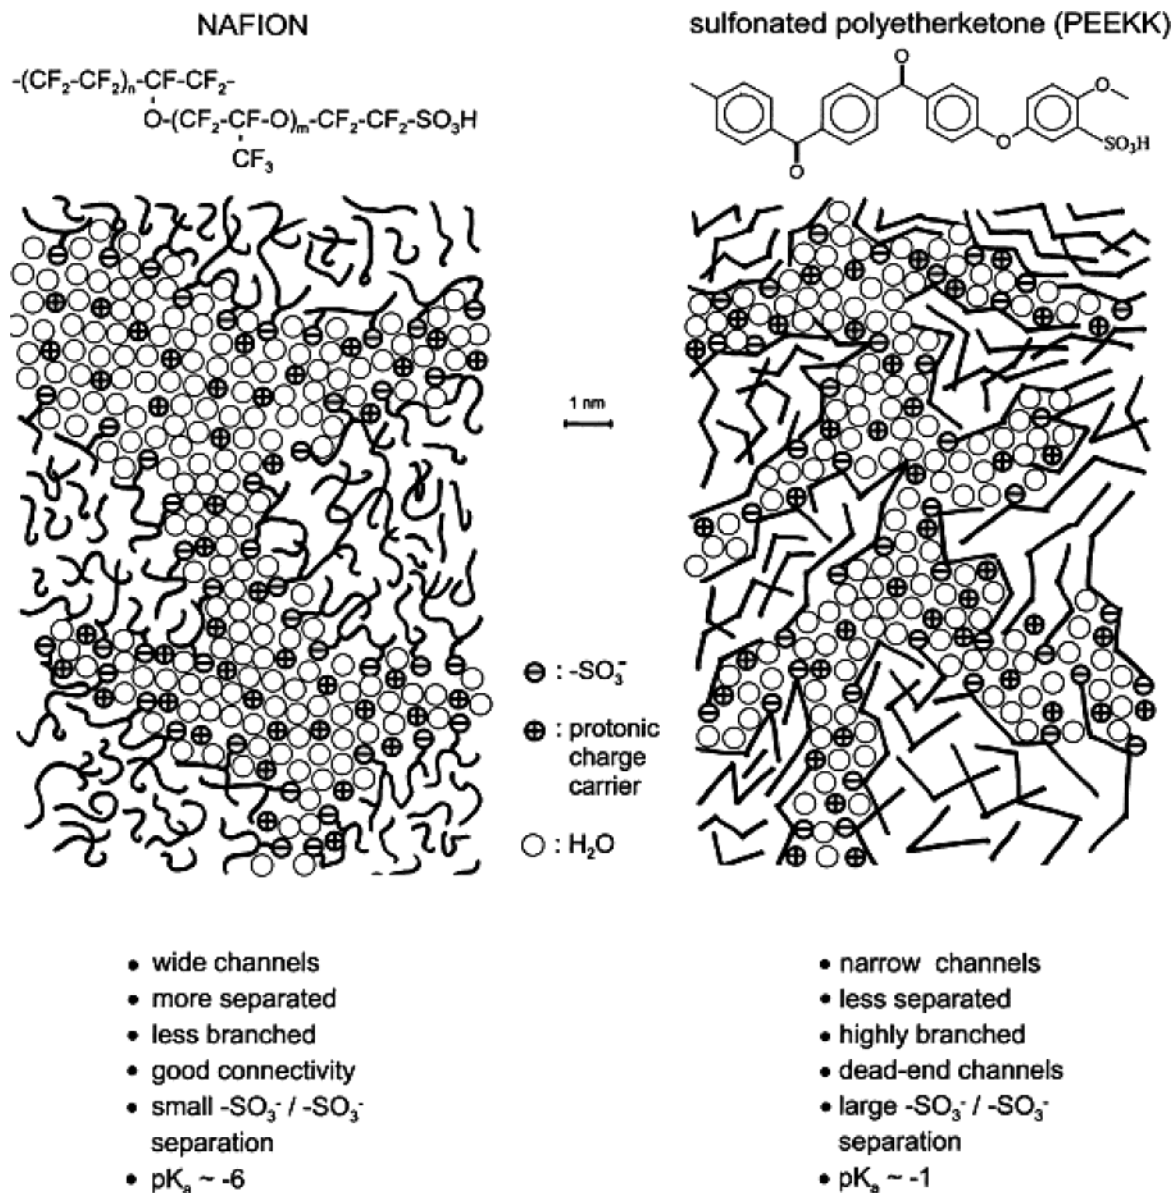 NAFION
-(CF₂-CF₂)ₙ-CF-CF₂-
O-(CF₂-CF-O)ₘ-CF₂-CF₂-SO₃H
CF₃
sulfonated polyetherketone (PEEKK)
O
O
O
O
SO₃H
1 nm
⊖ : -SO₃⁻
⊕ : protonic
charge
carrier
○ : H₂O
• wide channels
• more separated
• less branched
• good connectivity
• small -SO₃⁻ / -SO₃⁻
separation
• pKₐ ~ -6
• narrow channels
• less separated
• highly branched
• dead-end channels
• large -SO₃⁻ / -SO₃⁻
separation
• pKₐ ~ -1